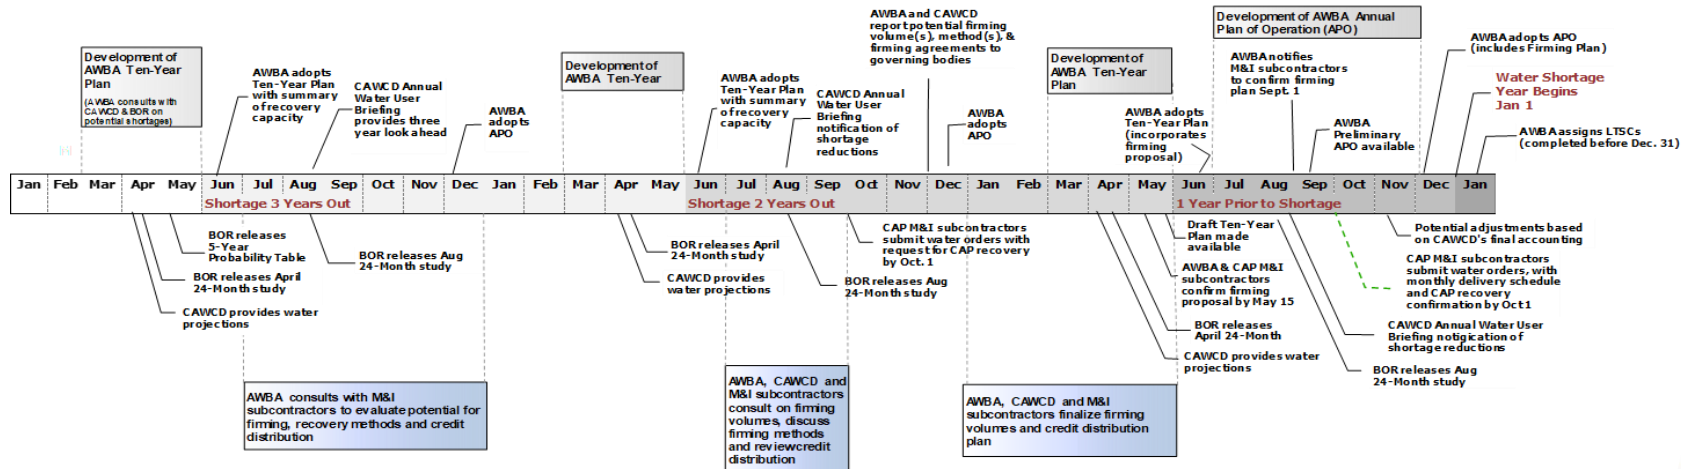 Development of
AWBA Ten-Year
Plan
(AWBA consults with
CAWCD & BOR on
potential shortages)
AWBA adopts
Ten-Year Plan
with summary
of recovery
capacity
CAWCD Annual
Water User
Briefing
provides three
year look ahead
AWBA
adopts
APO
Development of
AWBA Ten-Year
AWBA adopts
Ten-Year Plan
with summary
of recovery
capacity
CAWCD Annual
Water User
Briefing
notification of
shortage
reductions
AWBA and CAWCD
report potential firming
volume(s), method(s), &
firming agreements to
governing bodies
AWBA
adopts
APO
Development of
AWBA Ten-Year
Plan
AWBA adopts
Ten-Year Plan
(incorporates
firming
proposal)
Development of AWBA Annual
Plan of Operation (APO)
AWBA notifies
M&I subcontractors
to confirm firming
plan Sept. 1
AWBA
Preliminary
APO available
AWBA adopts APO
(includes Firming Plan)
Water Shortage
Year Begins
Jan 1
AWBA assigns LTSCs
(completed before Dec. 31)
Jan Feb Mar Apr May Jun Jul Aug Sep Oct Nov Dec Jan Feb Mar Apr May Jun Jul Aug Sep Oct Nov Dec Jan Feb Mar Apr May Jun Jul Aug Sep Oct Nov Dec Jan
Shortage 3 Years Out
Shortage 2 Years Out
1 Year Prior to Shortage
BOR releases
5-Year
Probability Table
BOR releases April
24-Month study
CAWCD provides water
projections
BOR releases Aug
24-Month study
BOR releases April
24-Month study
CAWCD provides
water projections
BOR releases Aug
24-Month study
CAP M&I subcontractors
submit water orders with
request for CAP recovery
by Oct. 1
Draft Ten-Year
Plan made
available
AWBA & CAP M&I
subcontractors
confirm firming
proposal by May 15
BOR releases
April 24-Month
CAWCD provides water
projections
Potential adjustments based
on CAWCD's final accounting
CAP M&I subcontractors
submit water orders, with
monthly delivery schedule
and CAP recovery
confirmation by Oct 1
CAWCD Annual Water User
Briefing notigication of
shortage reductions
BOR releases Aug
24-Month study
AWBA consults with M&I
subcontractors to evaluate potential for
firming, recovery methods and credit
distribution
AWBA, CAWCD and
M&I subcontractors
consult on firming
volumes, discuss
firming methods
and reviewcredit
distribution
AWBA, CAWCD and M&I
subcontractors finalize firming
volumes and credit distribution
plan